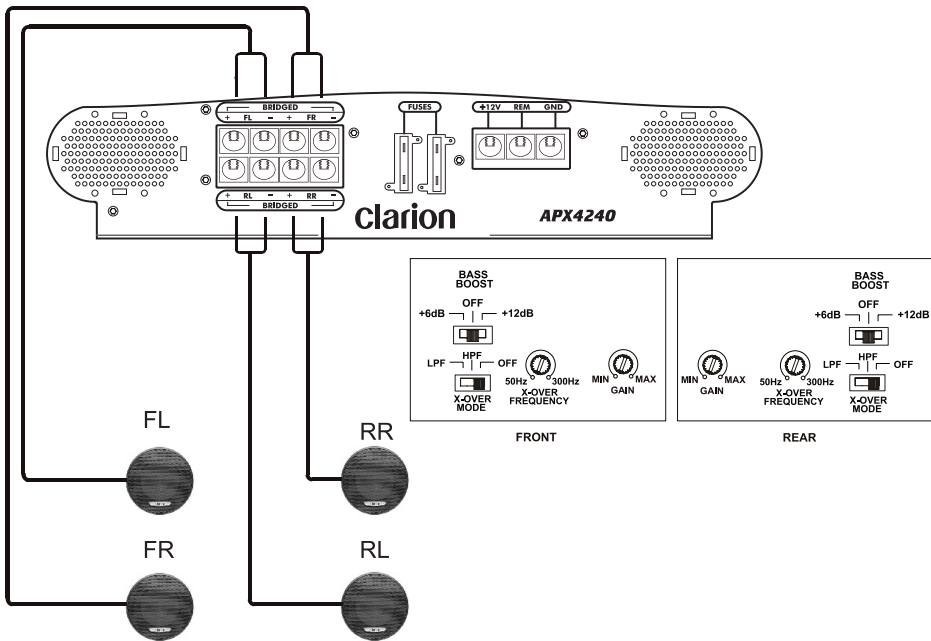 BRIDGED
+ FL - + FR -
+ RL - + RR -
BRIDGED
FUSES
+12V REM GND
clarion
APX4240
BASS
BOOST
OFF
+6dB +12dB
HPF
LPF OFF
X-OVER
MODE
50Hz 300Hz
X-OVER
FREQUENCY
MIN MAX
GAIN
FRONT
BASS
BOOST
OFF
+6dB +12dB
MIN MAX
GAIN
50Hz 300Hz
X-OVER
FREQUENCY
HPF
LPF OFF
X-OVER
MODE
REAR
FL
RR
FR
RL